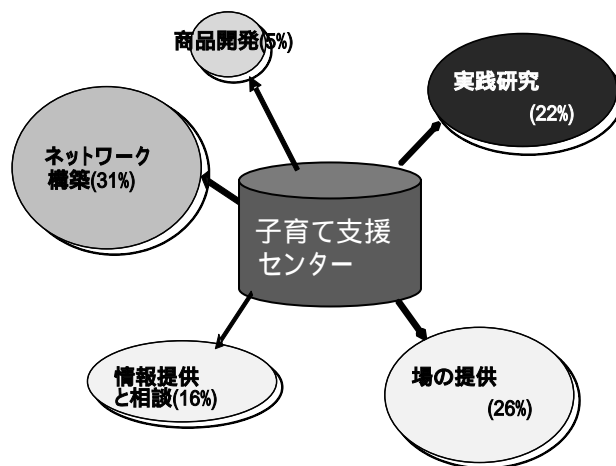 商品開発(5%)
実践研究
(22%)
ネットワーク
構築(31%)
子育て支援
センター
情報提供
と相談(16%)
場の提供
(26%)